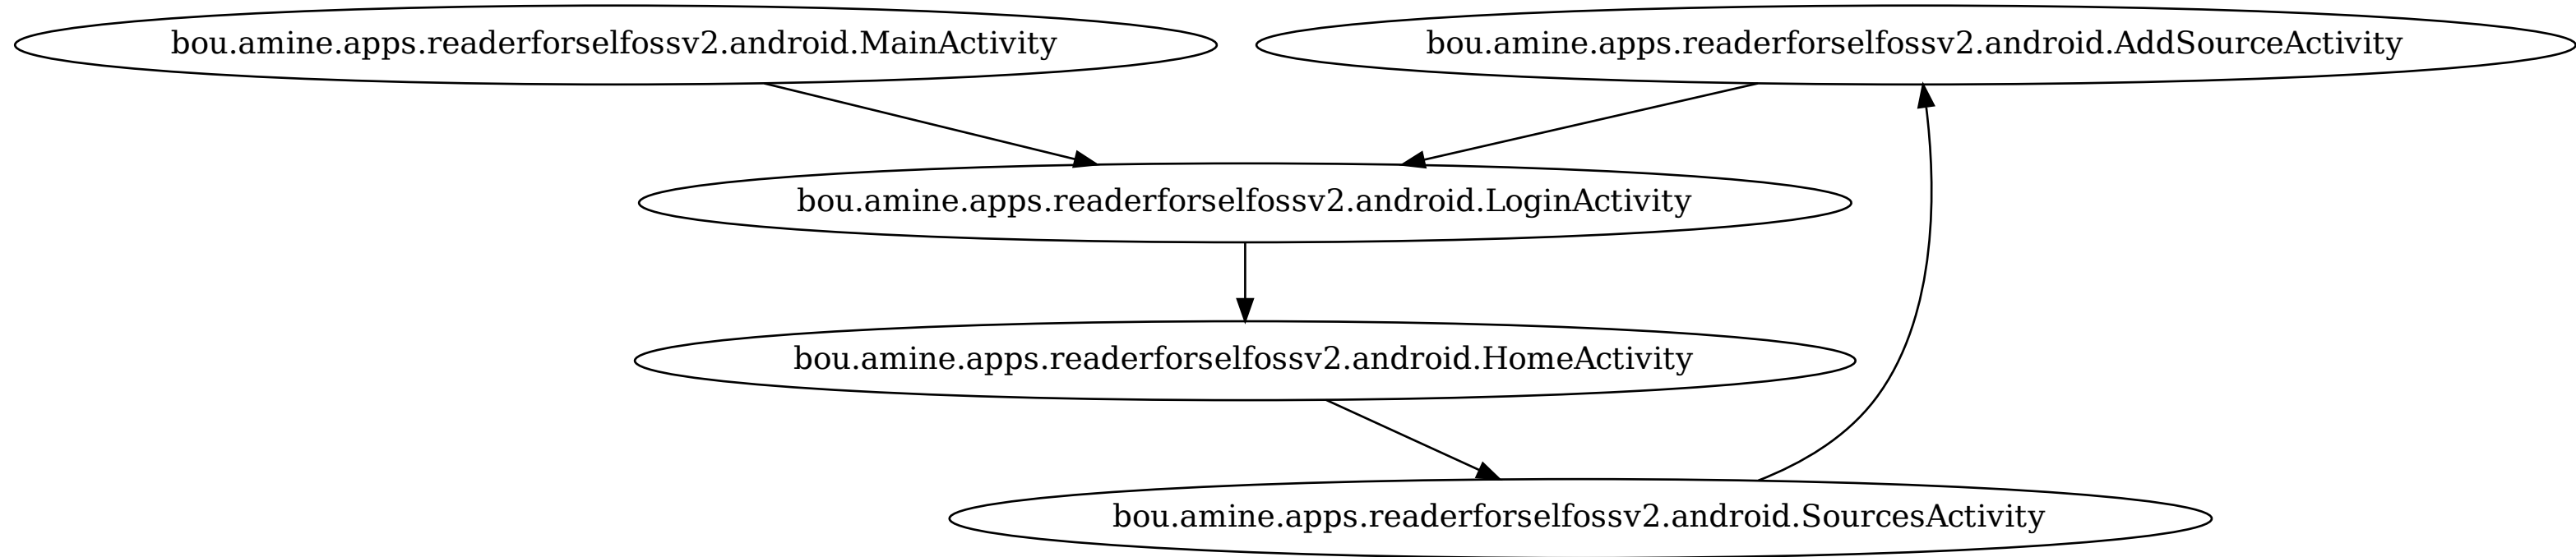 bou.amine.apps.readerforselfossv2.android.MainActivity
bou.amine.apps.readerforselfossv2.android.AddSourceActivity
bou.amine.apps.readerforselfossv2.android.LoginActivity
bou.amine.apps.readerforselfossv2.android.HomeActivity
bou.amine.apps.readerforselfossv2.android.SourcesActivity